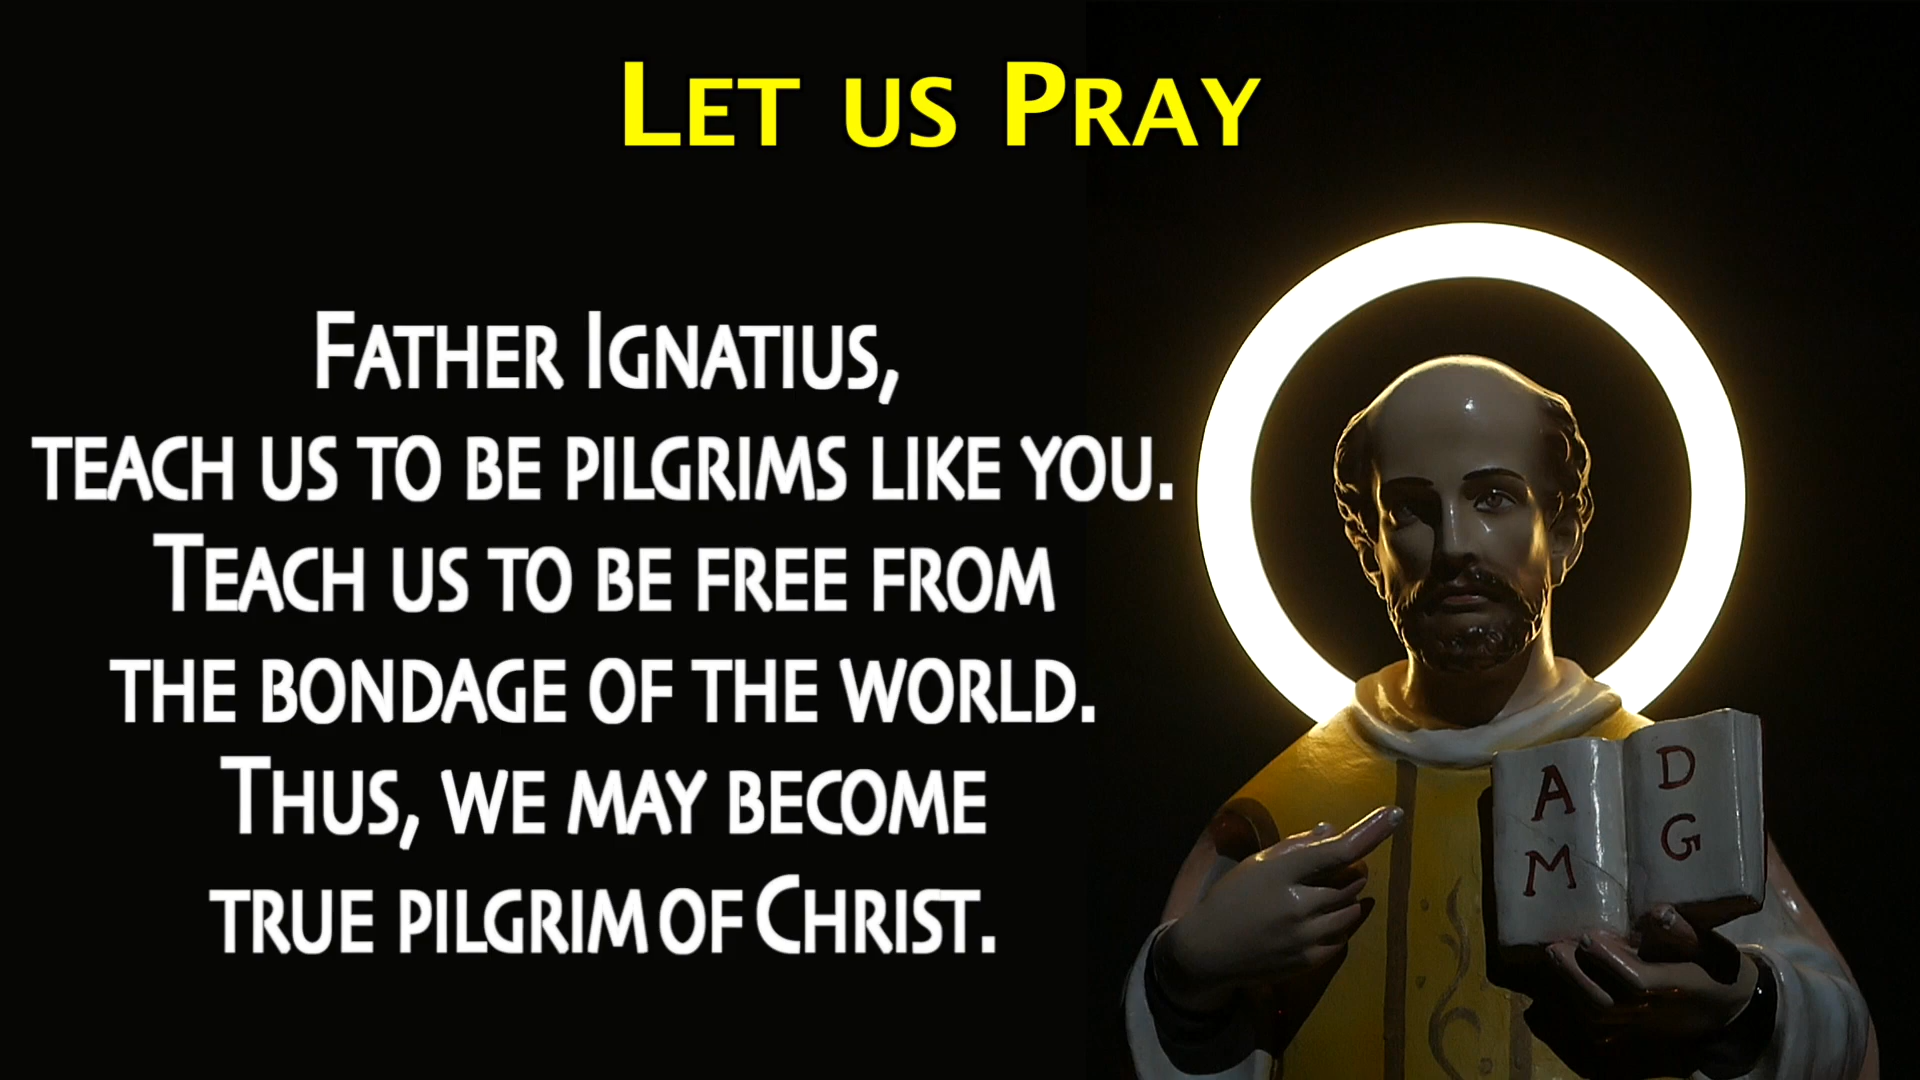 Let us Pray
Father Ignatius,
teach us to be pilgrims like you.
Teach us to be free from
the bondage of the world.
Thus, we may become
true pilgrim of Christ.
A D
M G